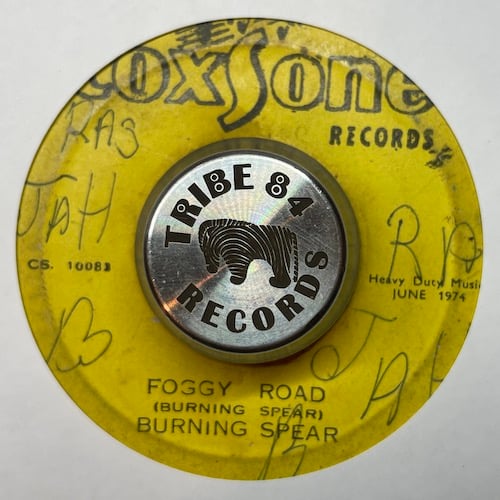 CoxSone
RECORDS
RAS
JAH
TRIBE 84
RECORDS
CS. 10083
Heavy Duty Music
JUNE 1974
B
JAH
FOGGY ROAD
(BURNING SPEAR)
BURNING SPEAR